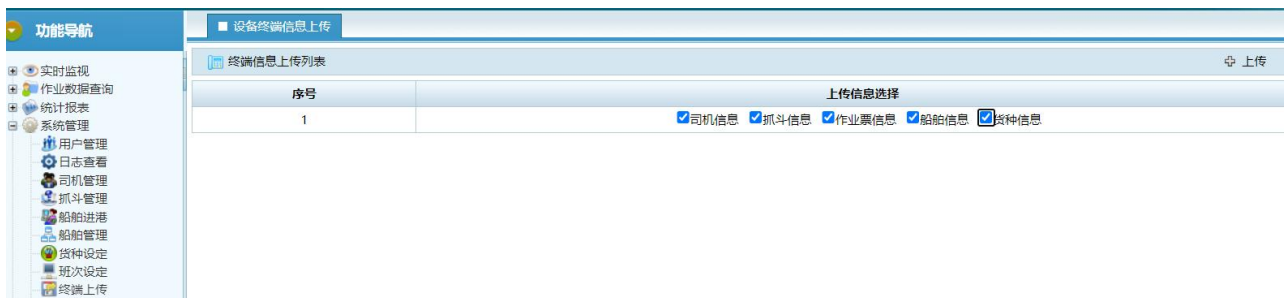 功能导航
设备终端信息上传
实时监视
作业数据查询
统计报表
系统管理
用户管理
日志查看
司机管理
抓斗管理
船舶进港
船舶管理
货种设定
班次设定
终端上传
终端信息上传列表 上传
序号 上传信息选择
1 司机信息 抓斗信息 作业票信息 船舶信息 货种信息